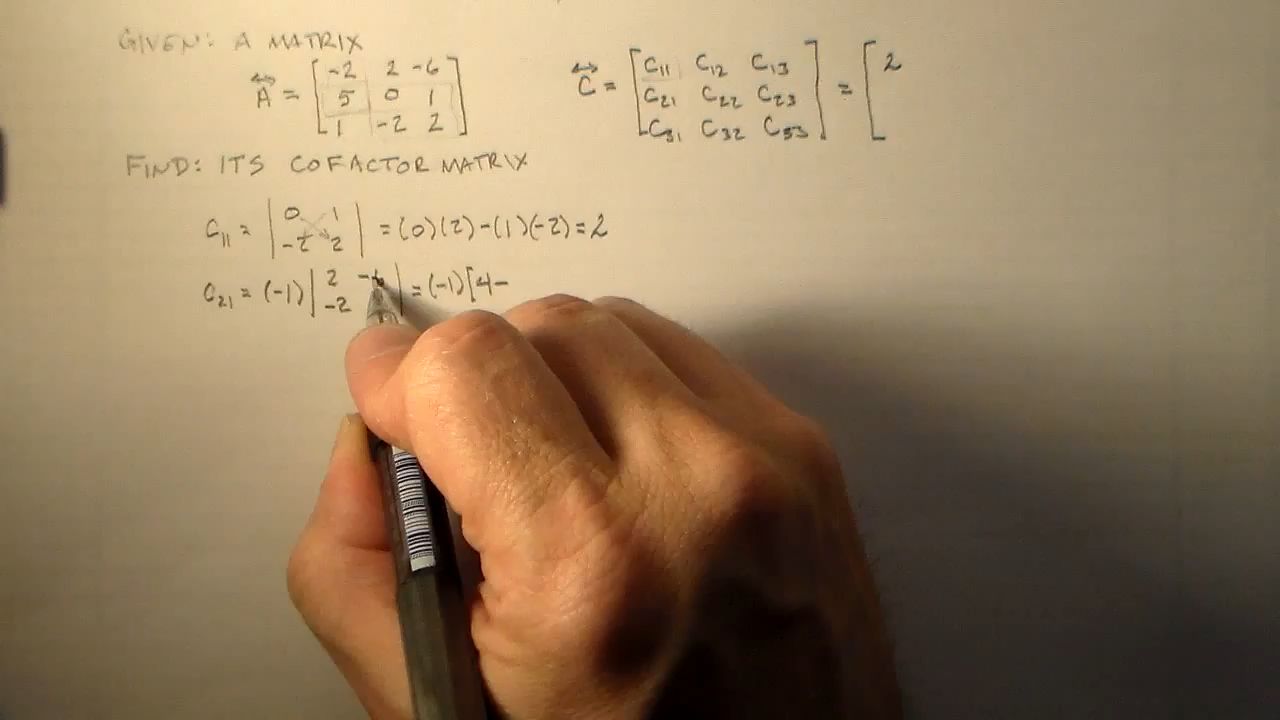 GIVEN: A MATRIX
A = [ -2 2 -6
5 0 1
1 -2 2 ]
C = [ C11 C12 C13
C21 C22 C23
C31 C32 C33 ] = [ 2
FIND: ITS COFACTOR MATRIX
C11 = | 0 1
-2 2 | = (0)(2)-(1)(-2)=2
C21 = (-1) | 2 -6
-2 | = (-1)[4-